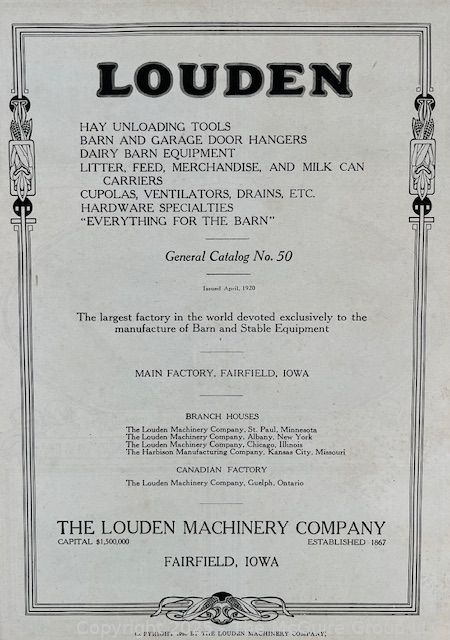 LOUDEN
HAY UNLOADING TOOLS
BARN AND GARAGE DOOR HANGERS
DAIRY BARN EQUIPMENT
LITTER, FEED, MERCHANDISE, AND MILK CAN
CARRIERS
CUPOLAS, VENTILATORS, DRAINS, ETC.
HARDWARE SPECIALTIES
"EVERYTHING FOR THE BARN"
General Catalog No. 50
Issued April, 1920
The largest factory in the world devoted exclusively to the
manufacture of Barn and Stable Equipment
MAIN FACTORY, FAIRFIELD, IOWA
BRANCH HOUSES
The Louden Machinery Company, St. Paul, Minnesota
The Louden Machinery Company, Albany, New York
The Louden Machinery Company, Chicago, Illinois
The Harbison Manufacturing Company, Kansas City, Missouri
CANADIAN FACTORY
The Louden Machinery Company, Guelph, Ontario
THE LOUDEN MACHINERY COMPANY
CAPITAL $1,500,000 ESTABLISHED 1867
FAIRFIELD, IOWA
BY THE LOUDEN MACHINERY COMPANY